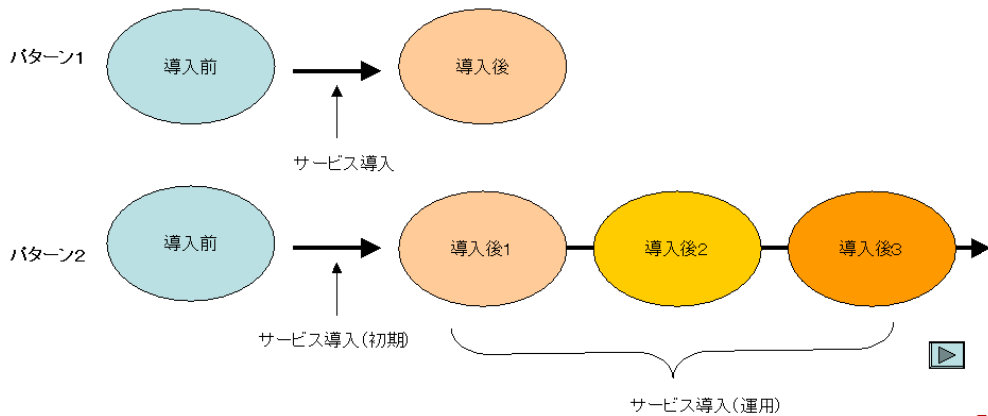 パターン1
導入前
導入後
サービス導入
パターン2
導入前
導入後1
導入後2
導入後3
サービス導入(初期)
サービス導入(運用)